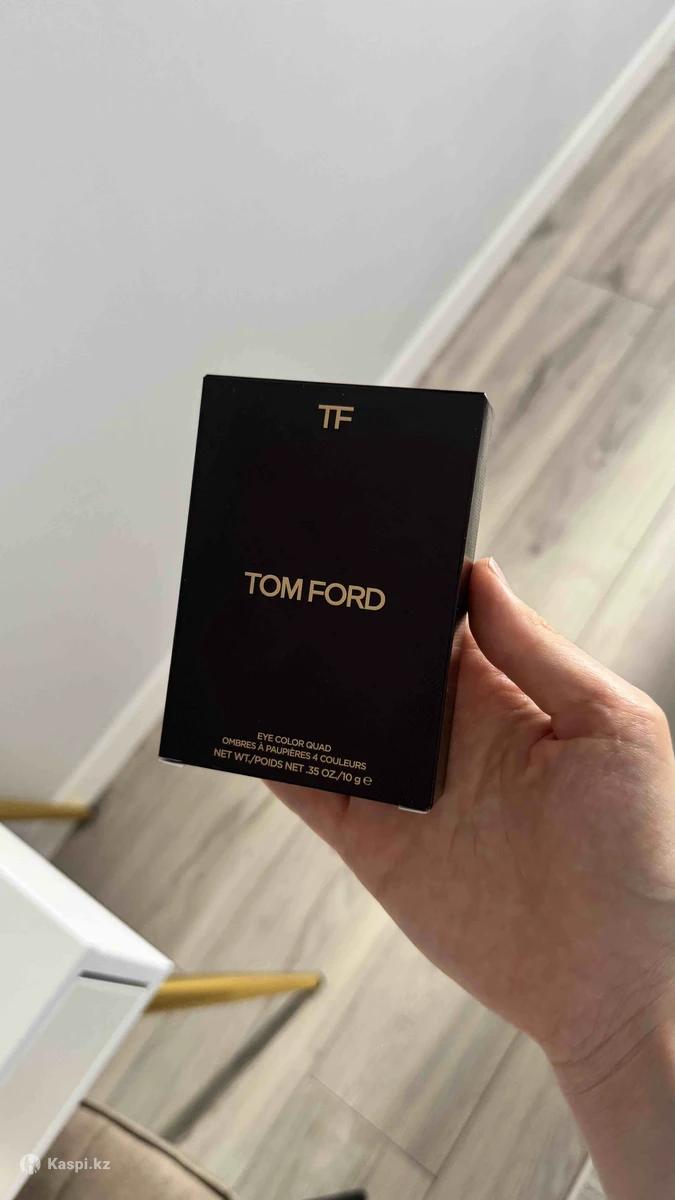 TF
TOM FORD
EYE COLOR QUAD
OMBRES À PAUPIÈRES 4 COULEURS
NET WT./POIDS NET .35 OZ./10 g ℮
Kaspi.kz